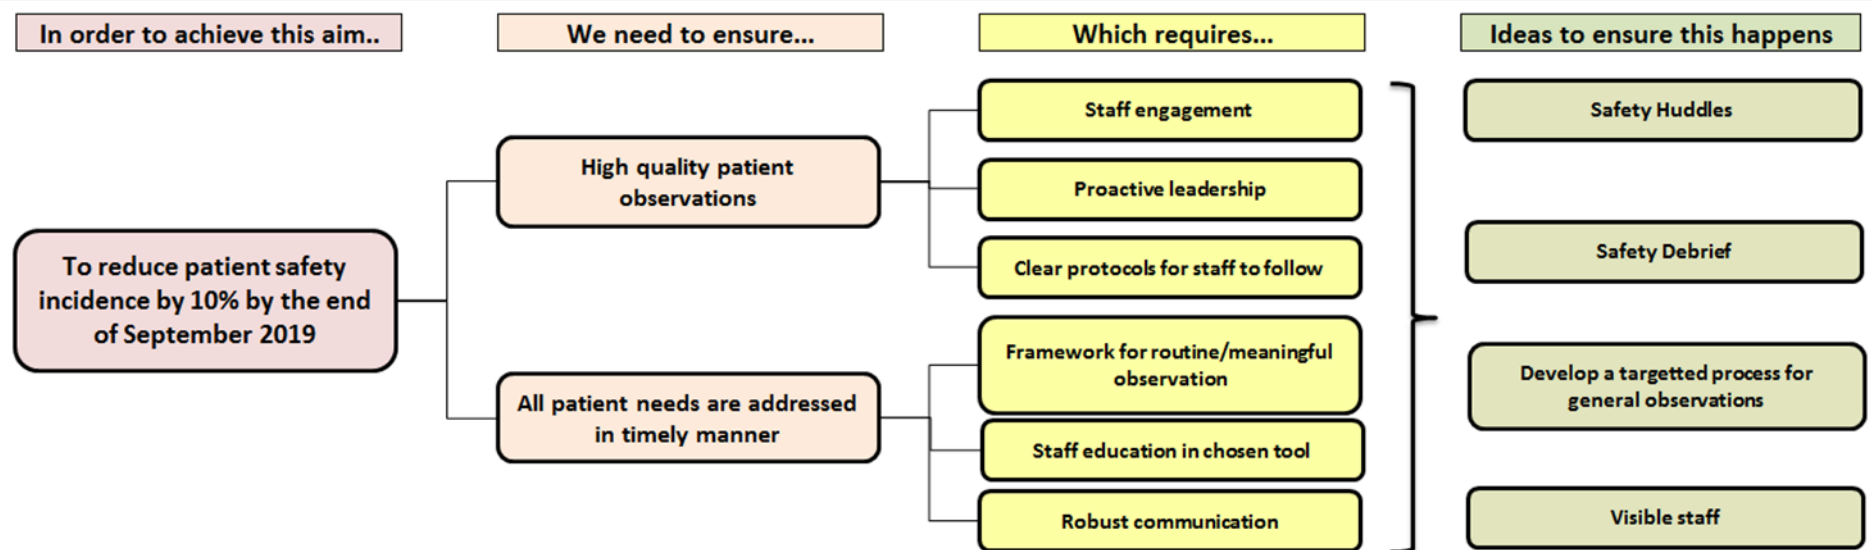 In order to achieve this aim..
We need to ensure...
Which requires...
Ideas to ensure this happens
To reduce patient safety
incidence by 10% by the end
of September 2019
High quality patient
observations
All patient needs are addressed
in timely manner
Staff engagement
Proactive leadership
Clear protocols for staff to follow
Framework for routine/meaningful
observation
Staff education in chosen tool
Robust communication
Safety Huddles
Safety Debrief
Develop a targetted process for
general observations
Visible staff